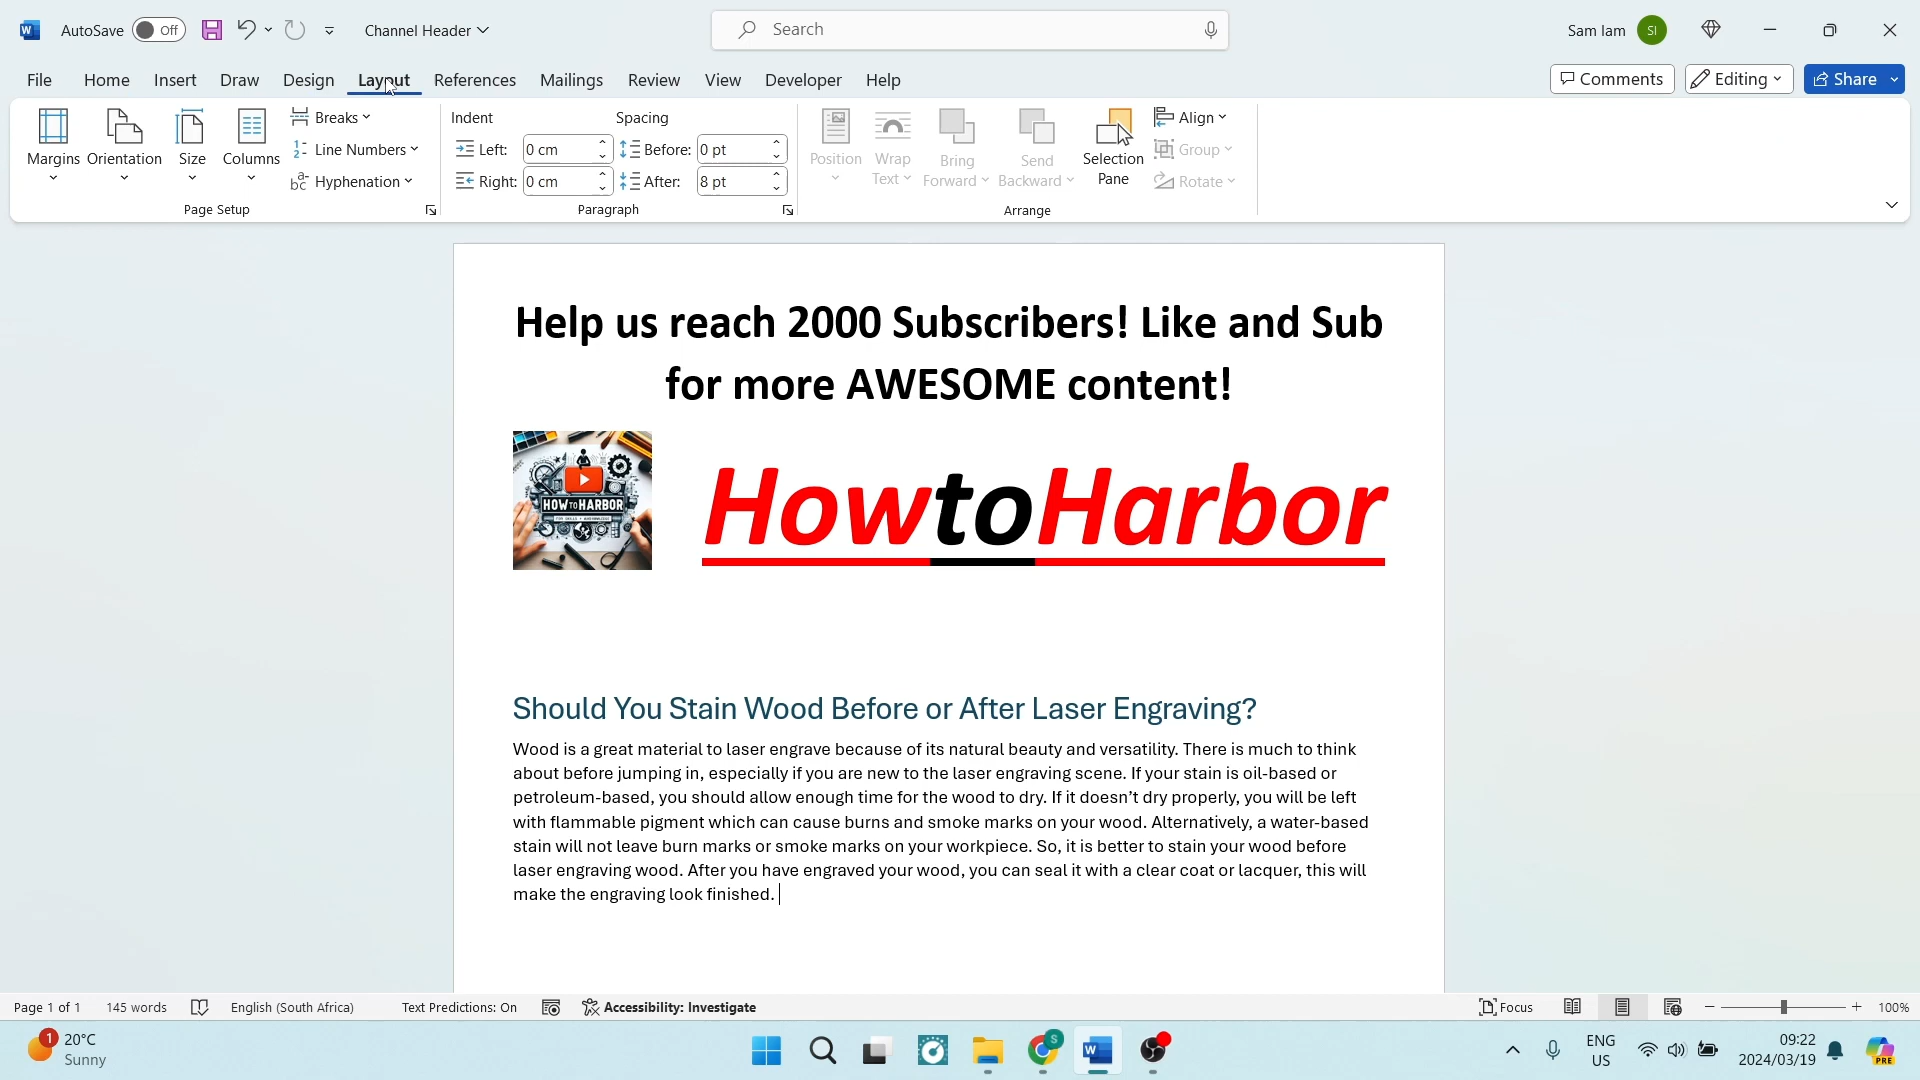 AutoSave Off Channel Header Search Sam Iam SI
File Home Insert Draw Design Layout References Mailings Review View Developer Help Comments Editing Share
Margins Orientation Size Columns Breaks Line Numbers Hyphenation
Page Setup
Indent Spacing
Left: 0 cm Before: 0 pt
Right: 0 cm After: 8 pt
Paragraph
Position Wrap Text Bring Forward Send Backward Selection Pane Align Group Rotate
Arrange
Help us reach 2000 Subscribers! Like and Sub
for more AWESOME content!
HOW TO HARBOR
HowtoHarbor
Should You Stain Wood Before or After Laser Engraving?
Wood is a great material to laser engrave because of its natural beauty and versatility. There is much to think
about before jumping in, especially if you are new to the laser engraving scene. If your stain is oil-based or
petroleum-based, you should allow enough time for the wood to dry. If it doesn’t dry properly, you will be left
with flammable pigment which can cause burns and smoke marks on your wood. Alternatively, a water-based
stain will not leave burn marks or smoke marks on your workpiece. So, it is better to stain your wood before
laser engraving wood. After you have engraved your wood, you can seal it with a clear coat or lacquer, this will
make the engraving look finished.
Page 1 of 1 145 words English (South Africa) Text Predictions: On Accessibility: Investigate Focus 100%
1 20°C
Sunny
ENG
US
09:22
2024/03/19
PRE